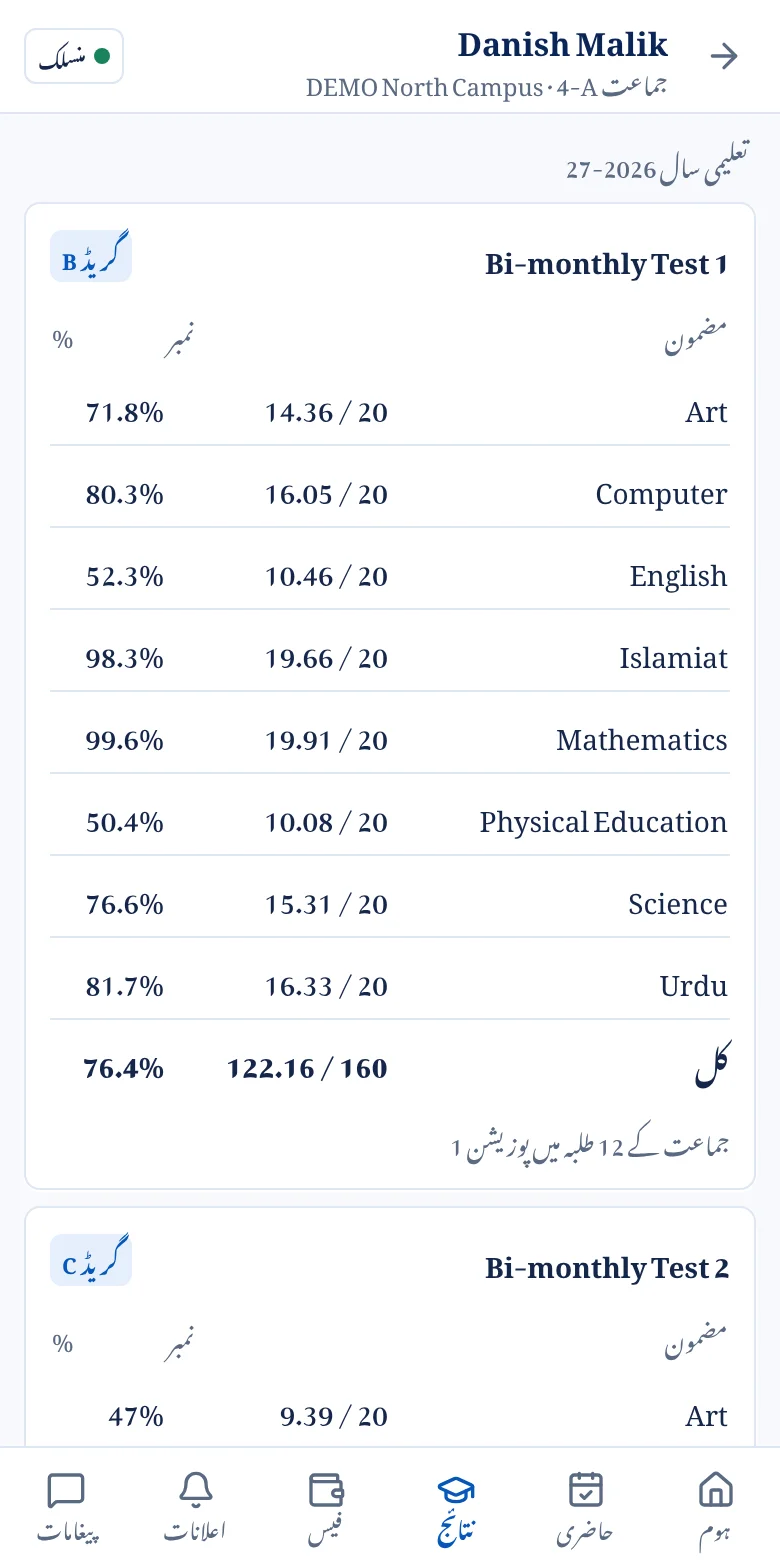 Danish Malik
جماعت 4-A · DEMO North Campus
منسلک
تعلیمی سال 2026-27
Bi-monthly Test 1
گریڈ B
مضمون نمبر %
Art 14.36 / 20 71.8%
Computer 16.05 / 20 80.3%
English 10.46 / 20 52.3%
Islamiat 19.66 / 20 98.3%
Mathematics 19.91 / 20 99.6%
Physical Education 10.08 / 20 50.4%
Science 15.31 / 20 76.6%
Urdu 16.33 / 20 81.7%
کل 122.16 / 160 76.4%
جماعت کے 12 طلبہ میں پوزیشن 1
Bi-monthly Test 2
گریڈ C
مضمون نمبر %
Art 9.39 / 20 47%
ہوم حاضری نتائج فیس اعلانات پیغامات